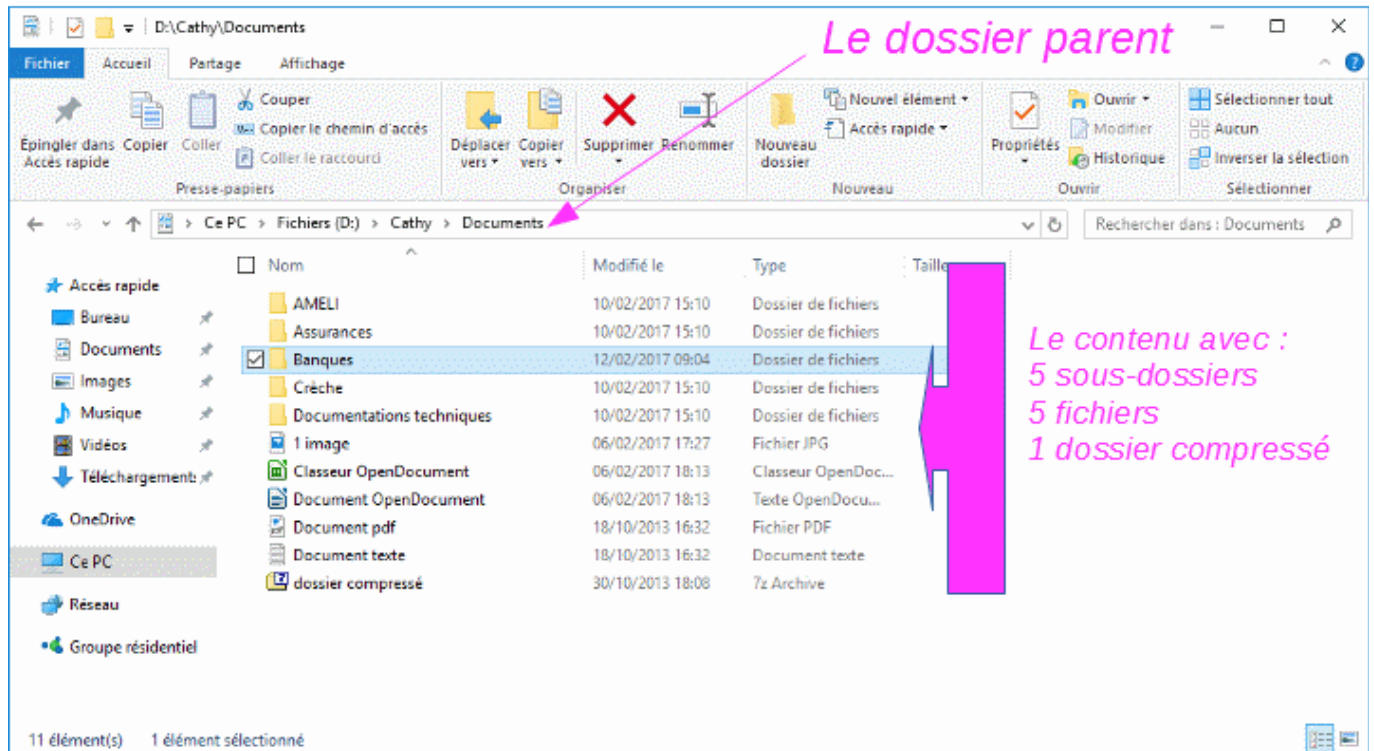 D:\Cathy\Documents
Le dossier parent
Fichier Accueil Partage Affichage
Épingler dans Accès rapide
Copier
Coller
Couper
Copier le chemin d'accès
Coller le raccourci
Déplacer vers
Copier vers
Supprimer
Renommer
Nouveau dossier
Nouvel élément
Accès rapide
Propriétés
Ouvrir
Modifier
Historique
Sélectionner tout
Aucun
Inverser la sélection
Presse-papiers Organiser Nouveau Ouvrir Sélectionner
Ce PC > Fichiers (D:) > Cathy > Documents
Rechercher dans : Documents
Nom Modifié le Type Taille
Accès rapide
Bureau
Documents
Images
Musique
Vidéos
Téléchargement:
OneDrive
Ce PC
Réseau
Groupe résidentiel
AMELI 10/02/2017 15:10 Dossier de fichiers
Assurances 10/02/2017 15:10 Dossier de fichiers
Banques 12/02/2017 09:04 Dossier de fichiers
Crèche 10/02/2017 15:10 Dossier de fichiers
Documentations techniques 10/02/2017 15:10 Dossier de fichiers
1 image 06/02/2017 17:27 Fichier JPG
Classeur OpenDocument 06/02/2017 18:13 Classeur OpenDoc...
Document OpenDocument 06/02/2017 18:13 Texte OpenDocu...
Document pdf 18/10/2013 16:32 Fichier PDF
Document texte 18/10/2013 16:32 Document texte
dossier compressé 30/10/2013 18:08 7z Archive
Le contenu avec :
5 sous-dossiers
5 fichiers
1 dossier compressé
11 élément(s) 1 élément sélectionné